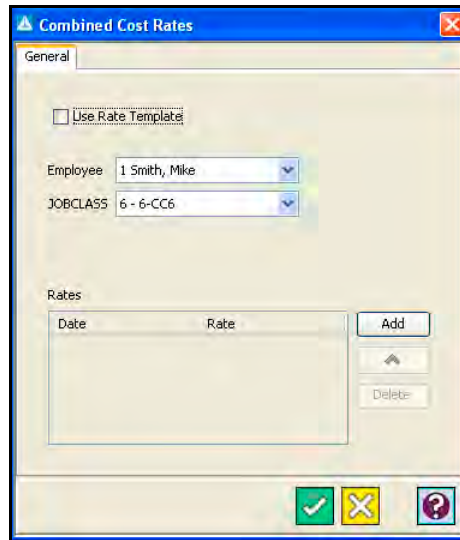 Combined Cost Rates
General
Use Rate Template
Employee 1 Smith, Mike
JOBCLASS 6 - 6-CC6
Rates
Date Rate Add
Delete